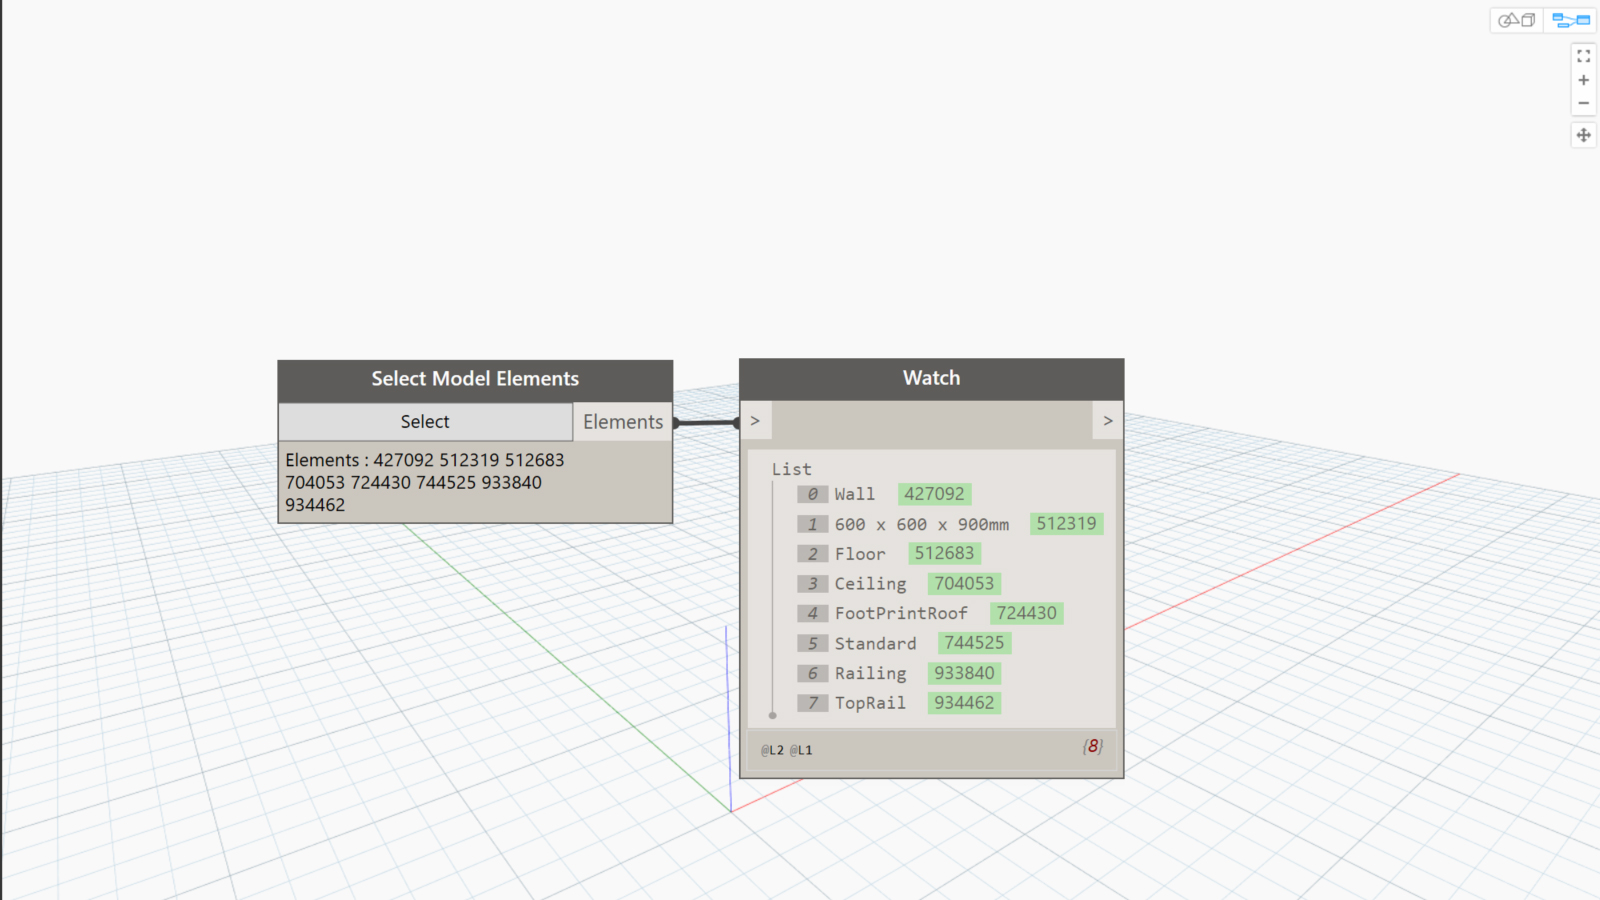 Select Model Elements
Select
Elements
Elements : 427092 512319 512683
704053 724430 744525 933840
934462
Watch
>
>
List
0 Wall 427092
1 600 x 600 x 900mm 512319
2 Floor 512683
3 Ceiling 704053
4 FootPrintRoof 724430
5 Standard 744525
6 Railing 933840
7 TopRail 934462
@L2 @L1
{8}